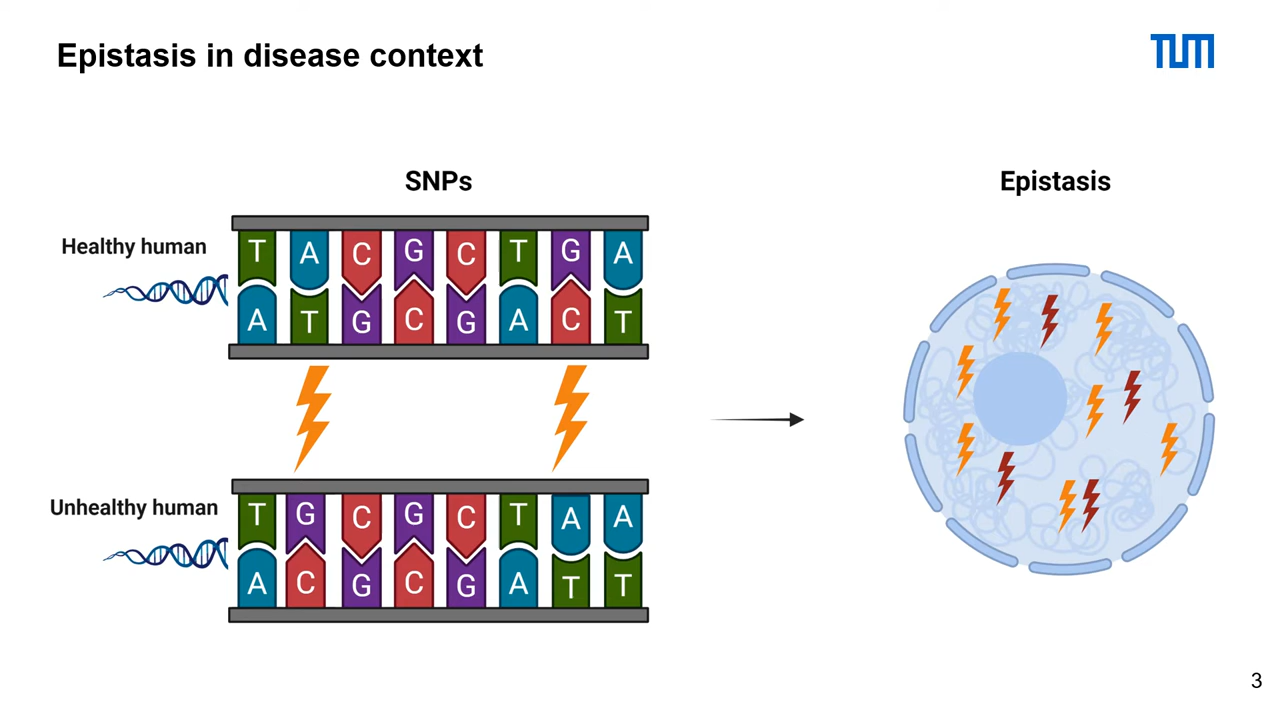 Epistasis in disease context
TUM
SNPs
Epistasis
Healthy human
T A C G C T G A
A T G C G A C T
Unhealthy human
T G C G C T A A
A C G C G A T T
3